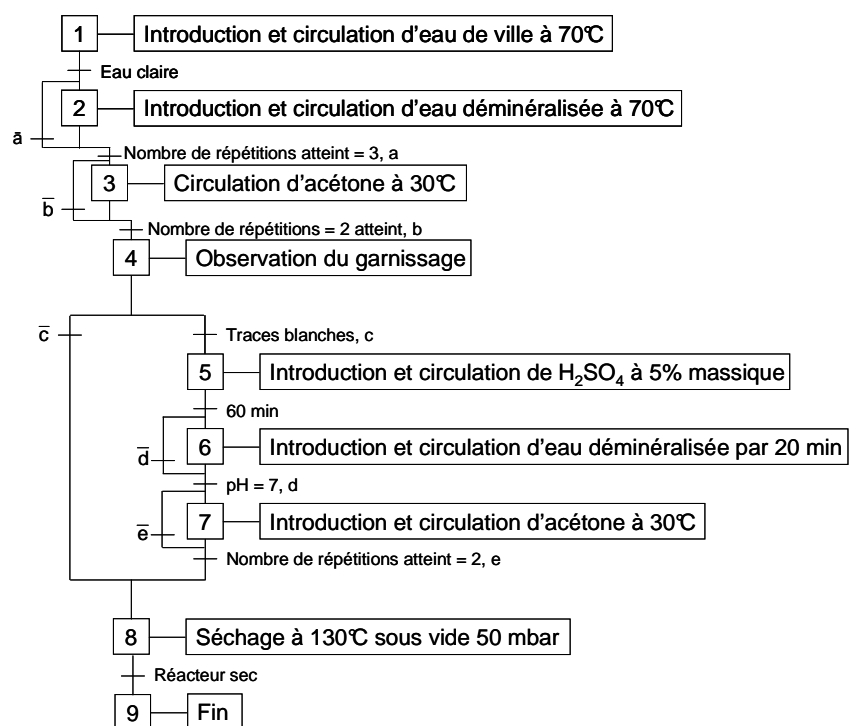 1 Introduction et circulation d'eau de ville à 70°C
Eau claire
2 Introduction et circulation d'eau déminéralisée à 70°C
ā
Nombre de répétitions atteint = 3, a
3 Circulation d'acétone à 30°C
b̄
Nombre de répétitions = 2 atteint, b
4 Observation du garnissage
c̄
Traces blanches, c
5 Introduction et circulation de H₂SO₄ à 5% massique
60 min
6 Introduction et circulation d'eau déminéralisée par 20 min
d̄
pH = 7, d
7 Introduction et circulation d'acétone à 30°C
ē
Nombre de répétitions atteint = 2, e
8 Séchage à 130°C sous vide 50 mbar
Réacteur sec
9 Fin